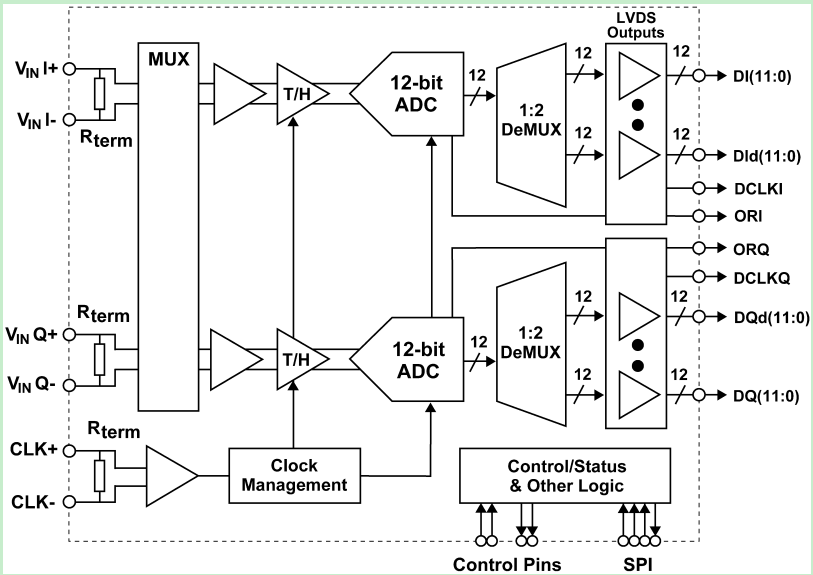 LVDS
Outputs
VIN I+
VIN I-
Rterm
MUX
T/H
12-bit
ADC
12
1:2
DeMUX
12
12
12
12
DI(11:0)
DId(11:0)
DCLKI
ORI
ORQ
DCLKQ
DQd(11:0)
DQ(11:0)
Rterm
VIN Q+
VIN Q-
T/H
12-bit
ADC
12
1:2
DeMUX
12
12
12
12
Rterm
CLK+
CLK-
Clock
Management
Control/Status
& Other Logic
Control Pins
SPI